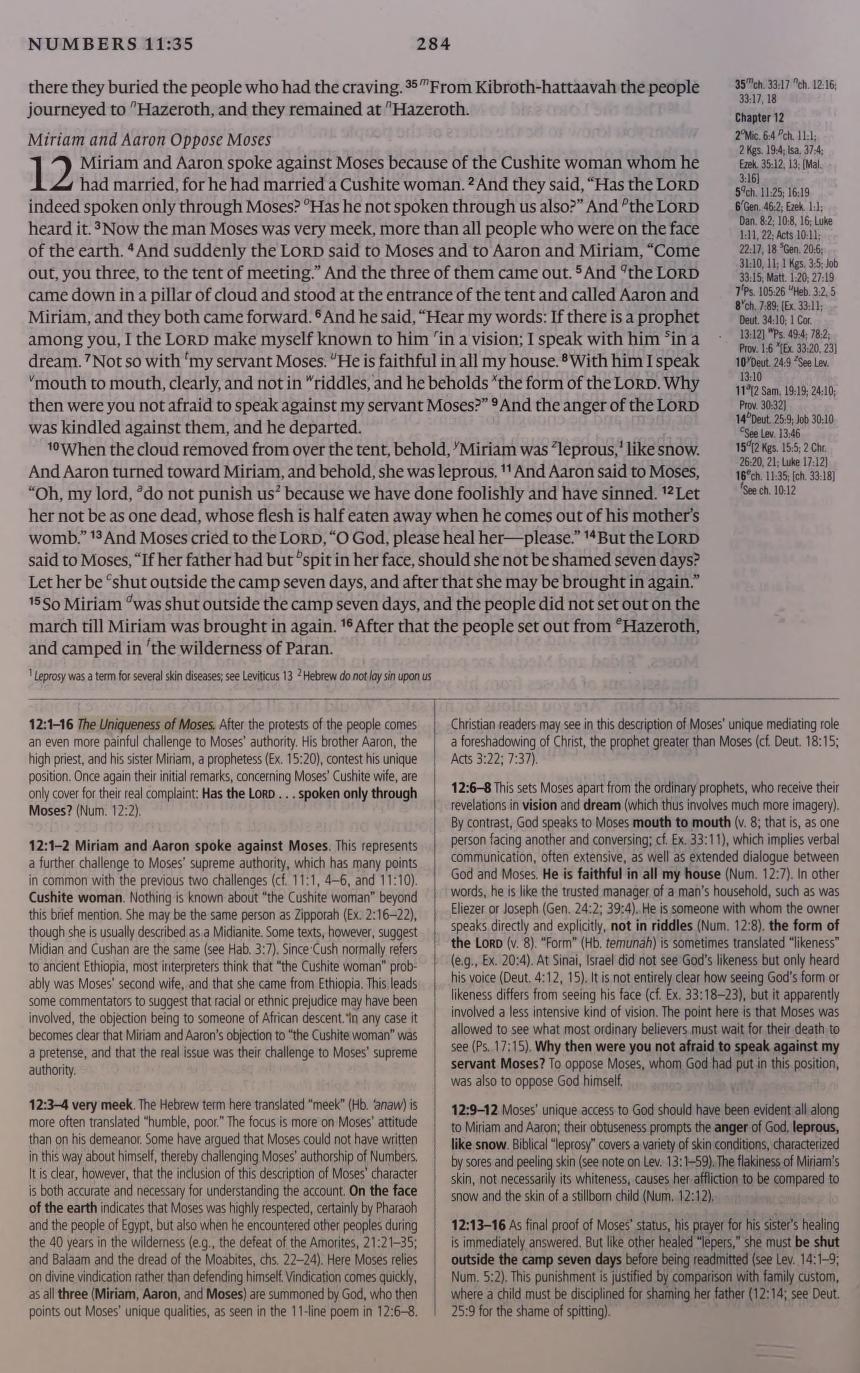 NUMBERS 11:35
284
there they buried the people who had the craving. 35 mFrom Kibroth-hattaavah the people
journeyed to nHazeroth, and they remained at nHazeroth.
Miriam and Aaron Oppose Moses
12 Miriam and Aaron spoke against Moses because of the Cushite woman whom he
had married, for he had married a Cushite woman. 2 And they said, “Has the LORD
indeed spoken only through Moses? oHas he not spoken through us also?” And pthe LORD
heard it. 3 Now the man Moses was very meek, more than all people who were on the face
of the earth. 4 And suddenly the LORD said to Moses and to Aaron and Miriam, “Come
out, you three, to the tent of meeting.” And the three of them came out. 5 And qthe LORD
came down in a pillar of cloud and stood at the entrance of the tent and called Aaron and
Miriam, and they both came forward. 6 And he said, “Hear my words: If there is a prophet
among you, I the LORD make myself known to him rin a vision; I speak with him sin a
dream. 7 Not so with tmy servant Moses. uHe is faithful in all my house. 8 With him I speak
vmouth to mouth, clearly, and not in wriddles, and he beholds xthe form of the LORD. Why
then were you not afraid to speak against my servant Moses?” 9 And the anger of the LORD
was kindled against them, and he departed.
10 When the cloud removed from over the tent, behold, yMiriam was zleprous,1 like snow.
And Aaron turned toward Miriam, and behold, she was leprous. 11 And Aaron said to Moses,
“Oh, my lord, ado not punish us2 because we have done foolishly and have sinned. 12 Let
her not be as one dead, whose flesh is half eaten away when he comes out of his mother’s
womb.” 13 And Moses cried to the LORD, “O God, please heal her—please.” 14 But the LORD
said to Moses, “If her father had but bspit in her face, should she not be shamed seven days?
Let her be cshut outside the camp seven days, and after that she may be brought in again.”
15 So Miriam dwas shut outside the camp seven days, and the people did not set out on the
march till Miriam was brought in again. 16 After that the people set out from eHazeroth,
and camped in fthe wilderness of Paran.
1 Leprosy was a term for several skin diseases; see Leviticus 13 2 Hebrew do not lay sin upon us
35 mch. 33:17 nch. 12:16;
33:17, 18
Chapter 12
2 oMic. 6:4 pch. 11:1;
2 Kgs. 19:4; Isa. 37:4;
Ezek. 35:12, 13; [Mal.
3:16]
5 qch. 11:25; 16:19
6 rGen. 46:2; Ezek. 1:1;
Dan. 8:2; 10:8, 16; Luke
1:11, 22; Acts 10:11;
22:17, 18 sGen. 20:6;
31:10, 11; 1 Kgs. 3:5; Job
33:15; Matt. 1:20; 27:19
7 tPs. 105:26 uHeb. 3:2, 5
8 vch. 7:89; [Ex. 33:11;
Deut. 34:10; 1 Cor.
13:12] wPs. 49:4; 78:2;
Prov. 1:6 x[Ex. 33:20, 23]
10 yDeut. 24:9 zSee Lev.
13:10
11 a[2 Sam. 19:19; 24:10;
Prov. 30:32]
14 bDeut. 25:9; Job 30:10
cSee Lev. 13:46
15 d[2 Kgs. 15:5; 2 Chr.
26:20, 21; Luke 17:12]
16 ech. 11:35; [ch. 33:18]
fSee ch. 10:12
12:1–16 The Uniqueness of Moses. After the protests of the people comes
an even more painful challenge to Moses’ authority. His brother Aaron, the
high priest, and his sister Miriam, a prophetess (Ex. 15:20), contest his unique
position. Once again their initial remarks, concerning Moses’ Cushite wife, are
only cover for their real complaint: Has the LORD . . . spoken only through
Moses? (Num. 12:2).
12:1–2 Miriam and Aaron spoke against Moses. This represents
a further challenge to Moses’ supreme authority, which has many points
in common with the previous two challenges (cf. 11:1, 4–6, and 11:10).
Cushite woman. Nothing is known about “the Cushite woman” beyond
this brief mention. She may be the same person as Zipporah (Ex. 2:16–22),
though she is usually described as a Midianite. Some texts, however, suggest
Midian and Cushan are the same (see Hab. 3:7). Since Cush normally refers
to ancient Ethiopia, most interpreters think that “the Cushite woman” prob-
ably was Moses’ second wife, and that she came from Ethiopia. This leads
some commentators to suggest that racial or ethnic prejudice may have been
involved, the objection being to someone of African descent. In any case it
becomes clear that Miriam and Aaron’s objection to “the Cushite woman” was
a pretense, and that the real issue was their challenge to Moses’ supreme
authority.
12:3–4 very meek. The Hebrew term here translated “meek” (Hb. ‘anaw) is
more often translated “humble, poor.” The focus is more on Moses’ attitude
than on his demeanor. Some have argued that Moses could not have written
in this way about himself, thereby challenging Moses’ authorship of Numbers.
It is clear, however, that the inclusion of this description of Moses’ character
is both accurate and necessary for understanding the account. On the face
of the earth indicates that Moses was highly respected, certainly by Pharaoh
and the people of Egypt, but also when he encountered other peoples during
the 40 years in the wilderness (e.g., the defeat of the Amorites, 21:21–35;
and Balaam and the dread of the Moabites, chs. 22–24). Here Moses relies
on divine vindication rather than defending himself. Vindication comes quickly,
as all three (Miriam, Aaron, and Moses) are summoned by God, who then
points out Moses’ unique qualities, as seen in the 11-line poem in 12:6–8.
Christian readers may see in this description of Moses’ unique mediating role
a foreshadowing of Christ, the prophet greater than Moses (cf. Deut. 18:15;
Acts 3:22; 7:37).
12:6–8 This sets Moses apart from the ordinary prophets, who receive their
revelations in vision and dream (which thus involves much more imagery).
By contrast, God speaks to Moses mouth to mouth (v. 8; that is, as one
person facing another and conversing; cf. Ex. 33:11), which implies verbal
communication, often extensive, as well as extended dialogue between
God and Moses. He is faithful in all my house (Num. 12:7). In other
words, he is like the trusted manager of a man’s household, such as was
Eliezer or Joseph (Gen. 24:2; 39:4). He is someone with whom the owner
speaks directly and explicitly, not in riddles (Num. 12:8). the form of
the LORD (v. 8). “Form” (Hb. temunah) is sometimes translated “likeness”
(e.g., Ex. 20:4). At Sinai, Israel did not see God’s likeness but only heard
his voice (Deut. 4:12, 15). It is not entirely clear how seeing God’s form or
likeness differs from seeing his face (cf. Ex. 33:18–23), but it apparently
involved a less intensive kind of vision. The point here is that Moses was
allowed to see what most ordinary believers must wait for their death to
see (Ps. 17:15). Why then were you not afraid to speak against my
servant Moses? To oppose Moses, whom God had put in this position,
was also to oppose God himself.
12:9–12 Moses’ unique access to God should have been evident all along
to Miriam and Aaron; their obtuseness prompts the anger of God. leprous,
like snow. Biblical “leprosy” covers a variety of skin conditions, characterized
by sores and peeling skin (see note on Lev. 13:1–59). The flakiness of Miriam’s
skin, not necessarily its whiteness, causes her affliction to be compared to
snow and the skin of a stillborn child (Num. 12:12).
12:13–16 As final proof of Moses’ status, his prayer for his sister’s healing
is immediately answered. But like other healed “lepers,” she must be shut
outside the camp seven days before being readmitted (see Lev. 14:1–9;
Num. 5:2). This punishment is justified by comparison with family custom,
where a child must be disciplined for shaming her father (12:14; see Deut.
25:9 for the shame of spitting).